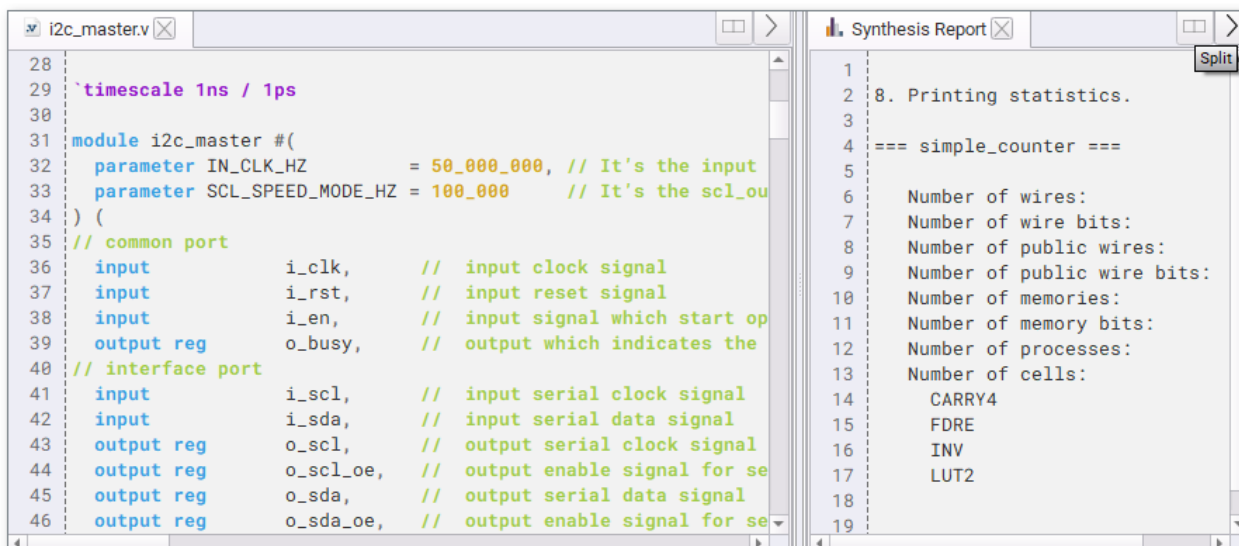 i2c_master.v
28
29 `timescale 1ns / 1ps
30
31 module i2c_master #(
32 parameter IN_CLK_HZ = 50_000_000, // It's the input
33 parameter SCL_SPEED_MODE_HZ = 100_000 // It's the scl_ou
34 ) (
35 // common port
36 input i_clk, // input clock signal
37 input i_rst, // input reset signal
38 input i_en, // input signal which start op
39 output reg o_busy, // output which indicates the
40 // interface port
41 input i_scl, // input serial clock signal
42 input i_sda, // input serial data signal
43 output reg o_scl, // output serial clock signal
44 output reg o_scl_oe, // output enable signal for se
45 output reg o_sda, // output serial data signal
46 output reg o_sda_oe, // output enable signal for se
Synthesis Report
Split
1
2 8. Printing statistics.
3
4 === simple_counter ===
5
6 Number of wires:
7 Number of wire bits:
8 Number of public wires:
9 Number of public wire bits:
10 Number of memories:
11 Number of memory bits:
12 Number of processes:
13 Number of cells:
14 CARRY4
15 FDRE
16 INV
17 LUT2
18
19